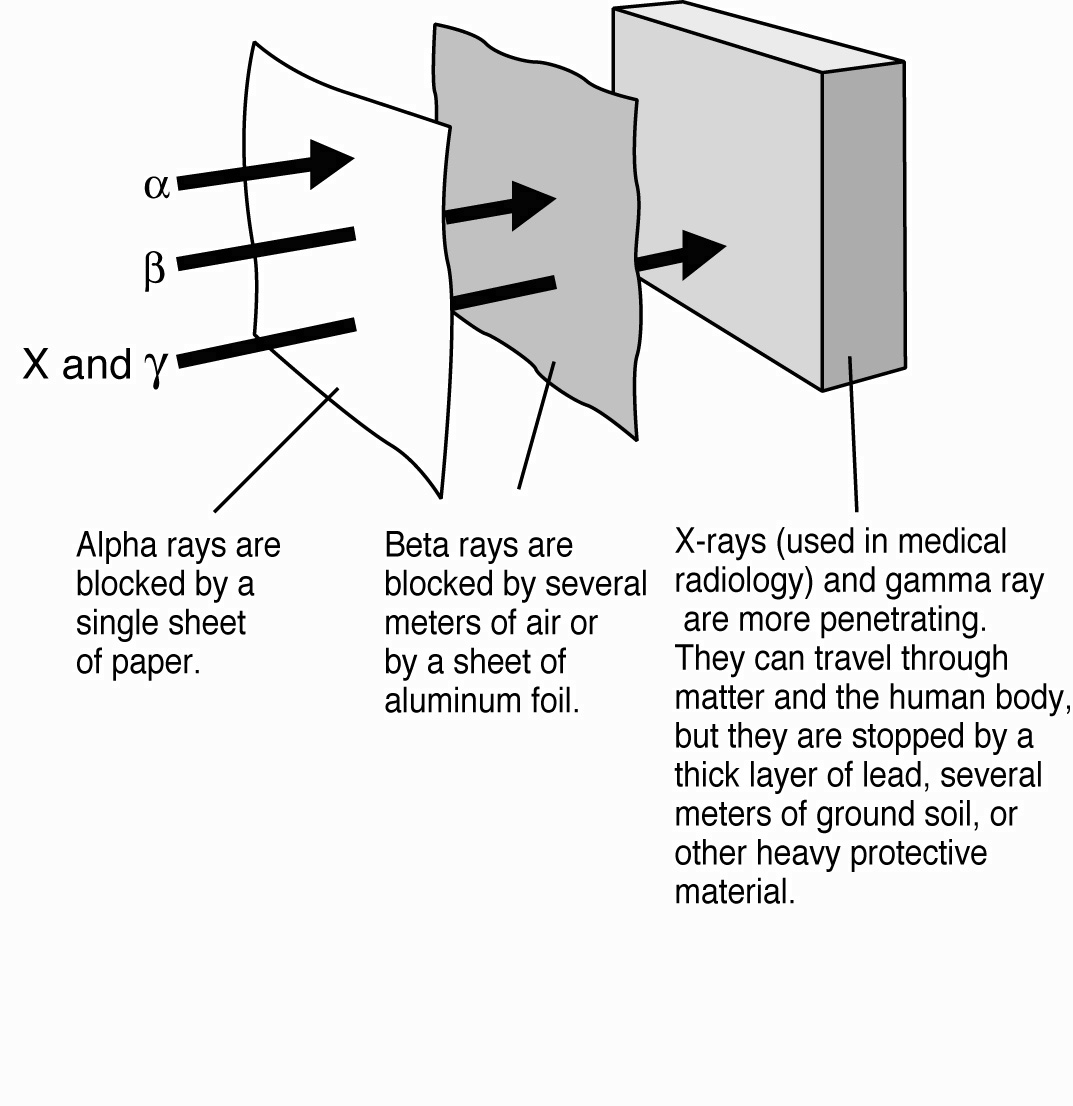 α
β
X and γ
Alpha rays are
blocked by a
single sheet
of paper.
Beta rays are
blocked by several
meters of air or
by a sheet of
aluminum foil.
X-rays (used in medical
radiology) and gamma ray
are more penetrating.
They can travel through
matter and the human body,
but they are stopped by a
thick layer of lead, several
meters of ground soil, or
other heavy protective
material.